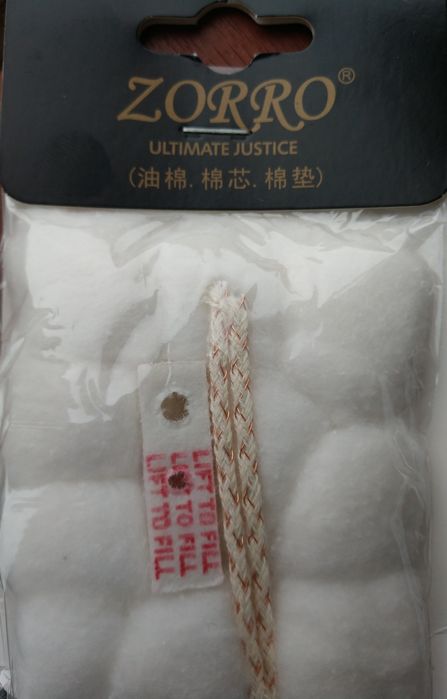 ZORRO®
ULTIMATE JUSTICE
(油棉.棉芯.棉垫)
LIFT TO FILL
LIFT TO FILL
LIFT TO FILL